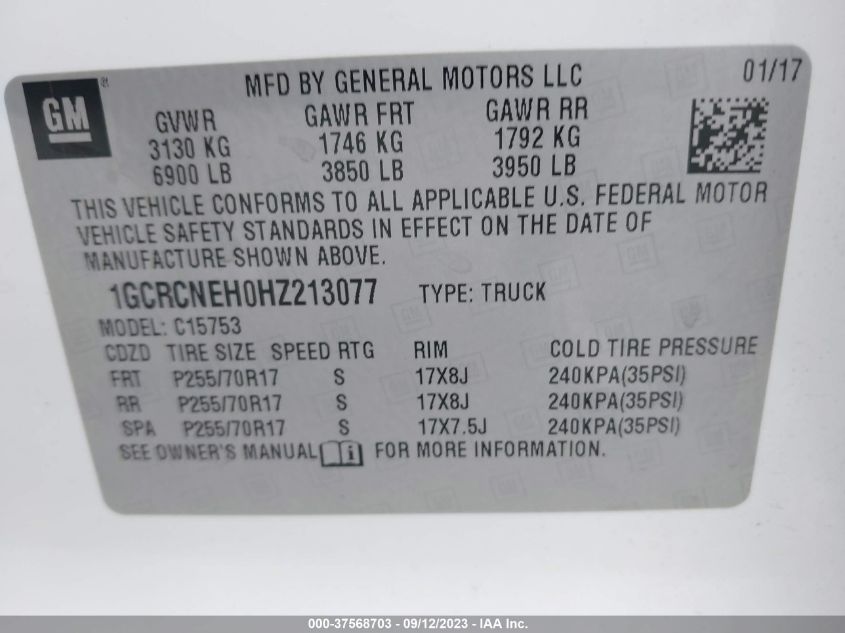 GM ®
MFD BY GENERAL MOTORS LLC
01/17
GVWR GAWR FRT GAWR RR
3130 KG 1746 KG 1792 KG
6900 LB 3850 LB 3950 LB
THIS VEHICLE CONFORMS TO ALL APPLICABLE U.S. FEDERAL MOTOR
VEHICLE SAFETY STANDARDS IN EFFECT ON THE DATE OF
MANUFACTURE SHOWN ABOVE.
1GCRCNEH0HZ213077 TYPE: TRUCK
MODEL: C15753
CDZD TIRE SIZE SPEED RTG RIM COLD TIRE PRESSURE
FRT P255/70R17 S 17X8J 240KPA(35PSI)
RR P255/70R17 S 17X8J 240KPA(35PSI)
SPA P255/70R17 S 17X7.5J 240KPA(35PSI)
SEE OWNER'S MANUAL i FOR MORE INFORMATION.
000-37568703 - 09/12/2023 - IAA Inc.